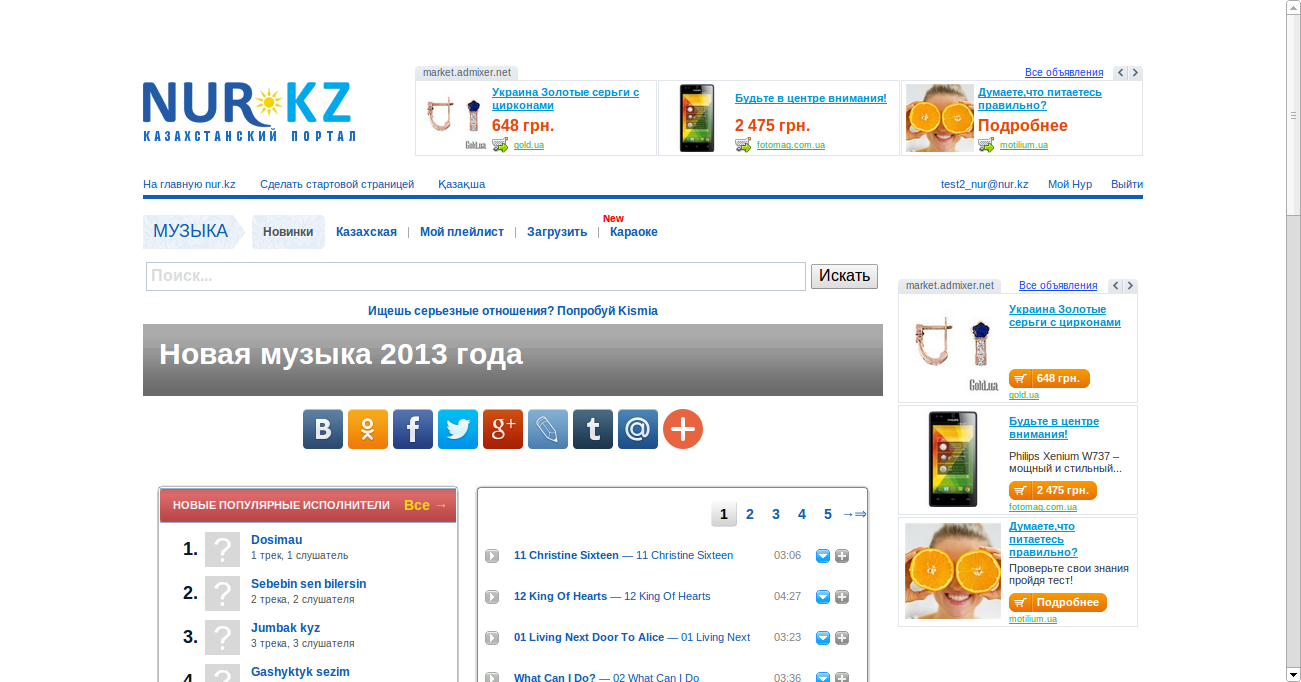 market.admixer.net
Все объявления
NUR KZ
КАЗАХСТАНСКИЙ ПОРТАЛ
Украина Золотые серьги с
цирконами
648 грн.
Gold.ua
gold.ua
Будьте в центре внимания!
2 475 грн.
fotomag.com.ua
Думаете,что питаетесь
правильно?
Подробнее
motilium.ua
На главную nur.kz
Сделать стартовой страницей
Қазақша
test2_nur@nur.kz
Мой Нур
Выйти
МУЗЫКА
Новинки
Казахская
Мой плейлист
Загрузить
New
Караоке
Поиск...
Искать
Ищешь серьезные отношения? Попробуй Kismia
Новая музыка 2013 года
НОВЫЕ ПОПУЛЯРНЫЕ ИСПОЛНИТЕЛИ
Все →
1.
Dosimau
1 трек, 1 слушатель
2.
Sebebin sen bilersin
2 трека, 2 слушателя
3.
Jumbak kyz
3 трека, 3 слушателя
4.
Gashyktyk sezim
1 2 3 4 5 →⇒
11 Christine Sixteen — 11 Christine Sixteen 03:06
12 King Of Hearts — 12 King Of Hearts 04:27
01 Living Next Door To Alice — 01 Living Next 03:23
What Can I Do? — 02 What Can I Do 03:36
market.admixer.net
Все объявления
Украина Золотые
серьги с цирконами
Gold.ua
648 грн.
gold.ua
Будьте в центре
внимания!
Philips Xenium W737 –
мощный и стильный...
2 475 грн.
fotomag.com.ua
Думаете,что
питаетесь
правильно?
Проверьте свои знания
пройдя тест!
Подробнее
motilium.ua